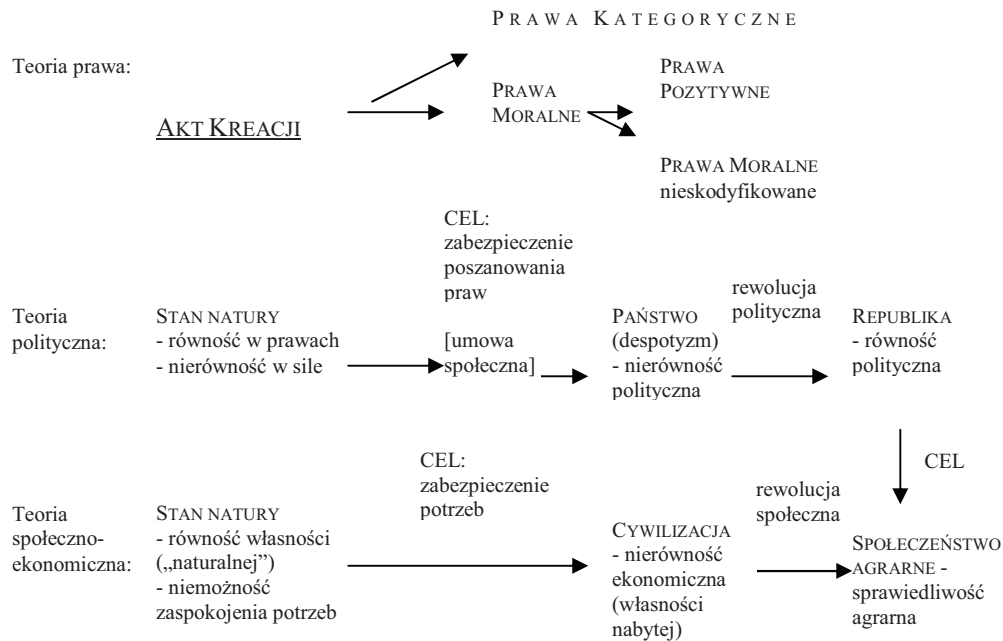 PRAWA KATEGORYCZNE
Teoria prawa:
AKT KREACJI
PRAWA
MORALNE
PRAWA
POZYTYWNE
PRAWA MORALNE
nieskodyfikowane
CEL:
zabezpieczenie
poszanowania
praw
Teoria
polityczna:
STAN NATURY
- równość w prawach
- nierówność w sile
[umowa
społeczna]
PAŃSTWO
(despotyzm)
- nierówność
polityczna
rewolucja
polityczna
REPUBLIKA
- równość
polityczna
CEL
CEL:
zabezpieczenie
potrzeb
Teoria
społeczno-
ekonomiczna:
STAN NATURY
- równość własności
(„naturalnej”)
- niemożność
zaspokojenia potrzeb
CYWILIZACJA
- nierówność
ekonomiczna
(własności
nabytej)
rewolucja
społeczna
SPOŁECZEŃSTWO
AGRARNE -
sprawiedliwość
agrarna